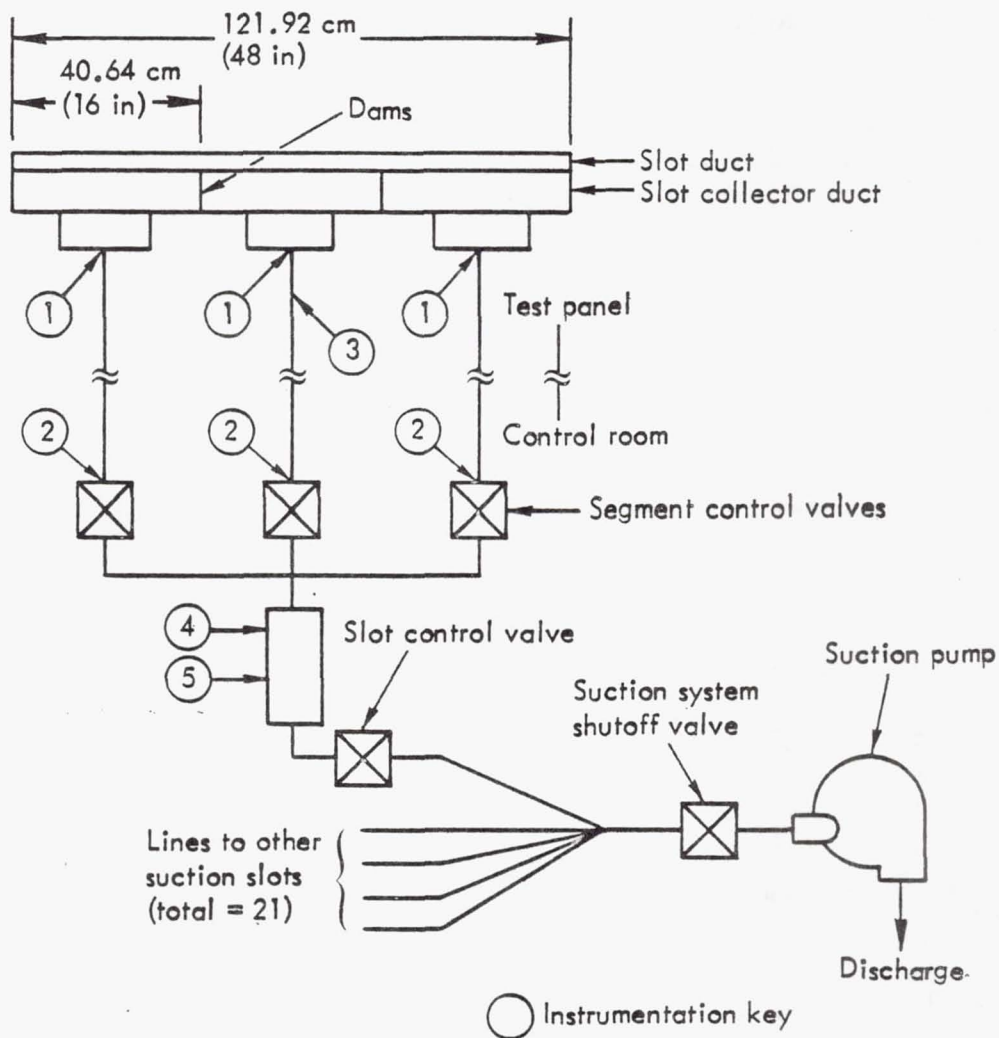 121.92 cm
(48 in)
40.64 cm
(16 in)
Dams
Slot duct
Slot collector duct
1
1
1
3
Test panel
Control room
2
2
2
Segment control valves
4
5
Slot control valve
Suction pump
Suction system
shutoff valve
Lines to other
suction slots
(total = 21)
Discharge
Instrumentation key